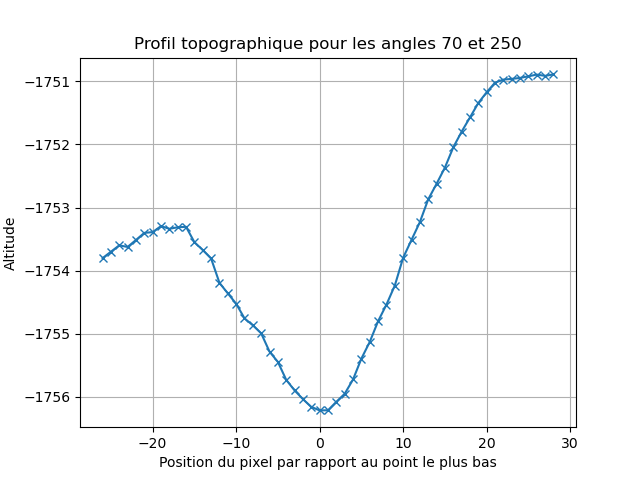 Profil topographique pour les angles 70 et 250
−1751
−1752
−1753
−1754
−1755
−1756
Altitude
−20 −10 0 10 20 30
Position du pixel par rapport au point le plus bas